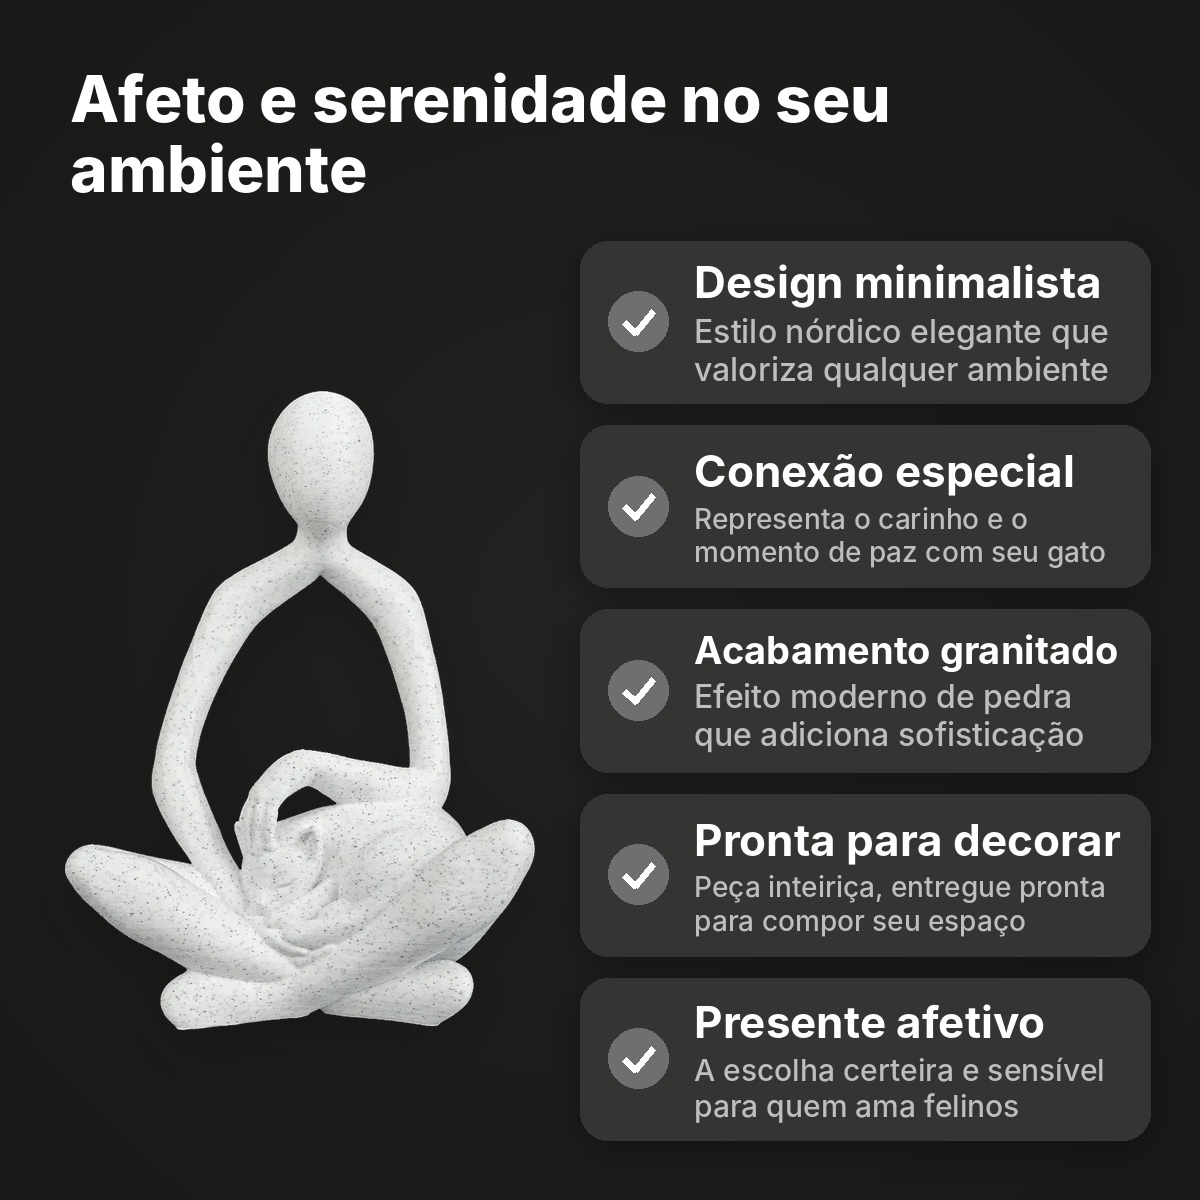 Afeto e serenidade no seu
ambiente
Design minimalista
Estilo nórdico elegante que
valoriza qualquer ambiente
Conexão especial
Representa o carinho e o
momento de paz com seu gato
Acabamento granitado
Efeito moderno de pedra
que adiciona sofisticação
Pronta para decorar
Peça inteiriça, entregue pronta
para compor seu espaço
Presente afetivo
A escolha certeira e sensível
para quem ama felinos